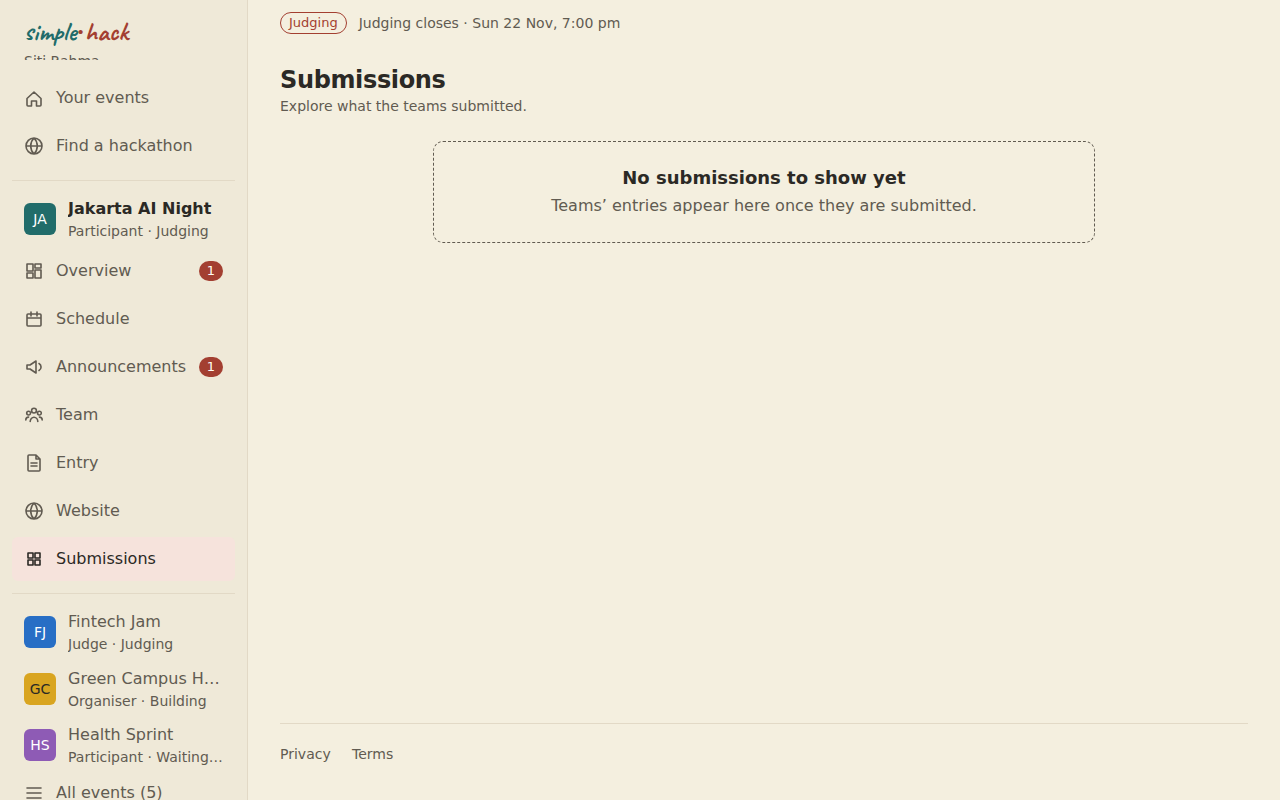 simple·hack
Siti Rahma
Your events
Find a hackathon
JA
Jakarta AI Night
Participant · Judging
Overview 1
Schedule
Announcements 1
Team
Entry
Website
Submissions
FJ
Fintech Jam
Judge · Judging
GC
Green Campus H…
Organiser · Building
HS
Health Sprint
Participant · Waiting…
All events (5)
Judging Judging closes · Sun 22 Nov, 7:00 pm
Submissions
Explore what the teams submitted.
No submissions to show yet
Teams’ entries appear here once they are submitted.
Privacy Terms